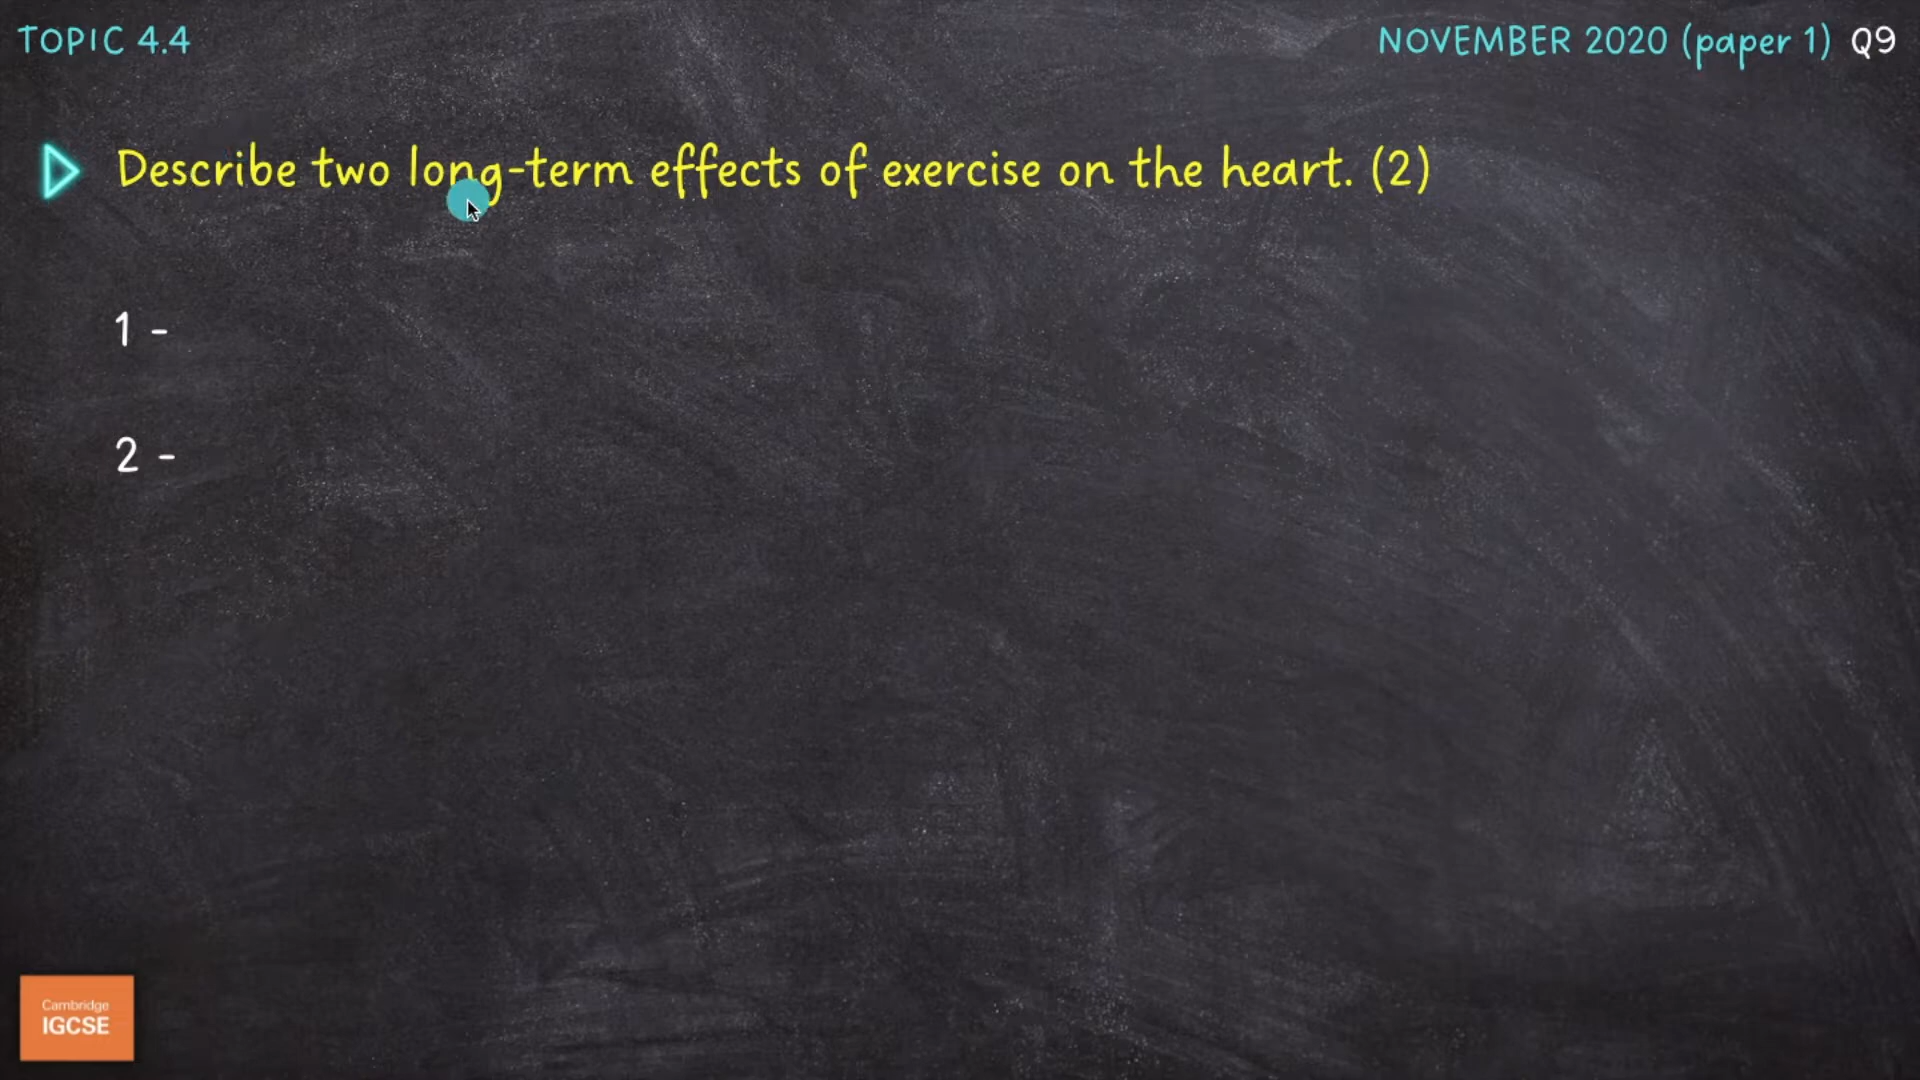 TOPIC 4.4
NOVEMBER 2020 (paper 1) Q9
Describe two long-term effects of exercise on the heart. (2)
1 -
2 -
Cambridge
IGCSE